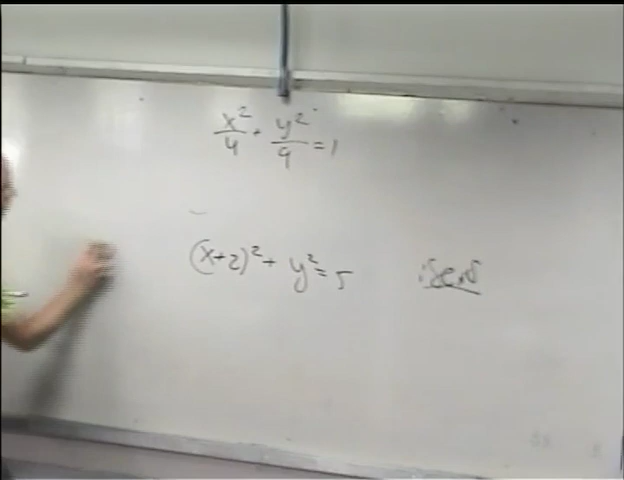 x²/4 + y²/9 = 1
(x+2)² + y² = 5